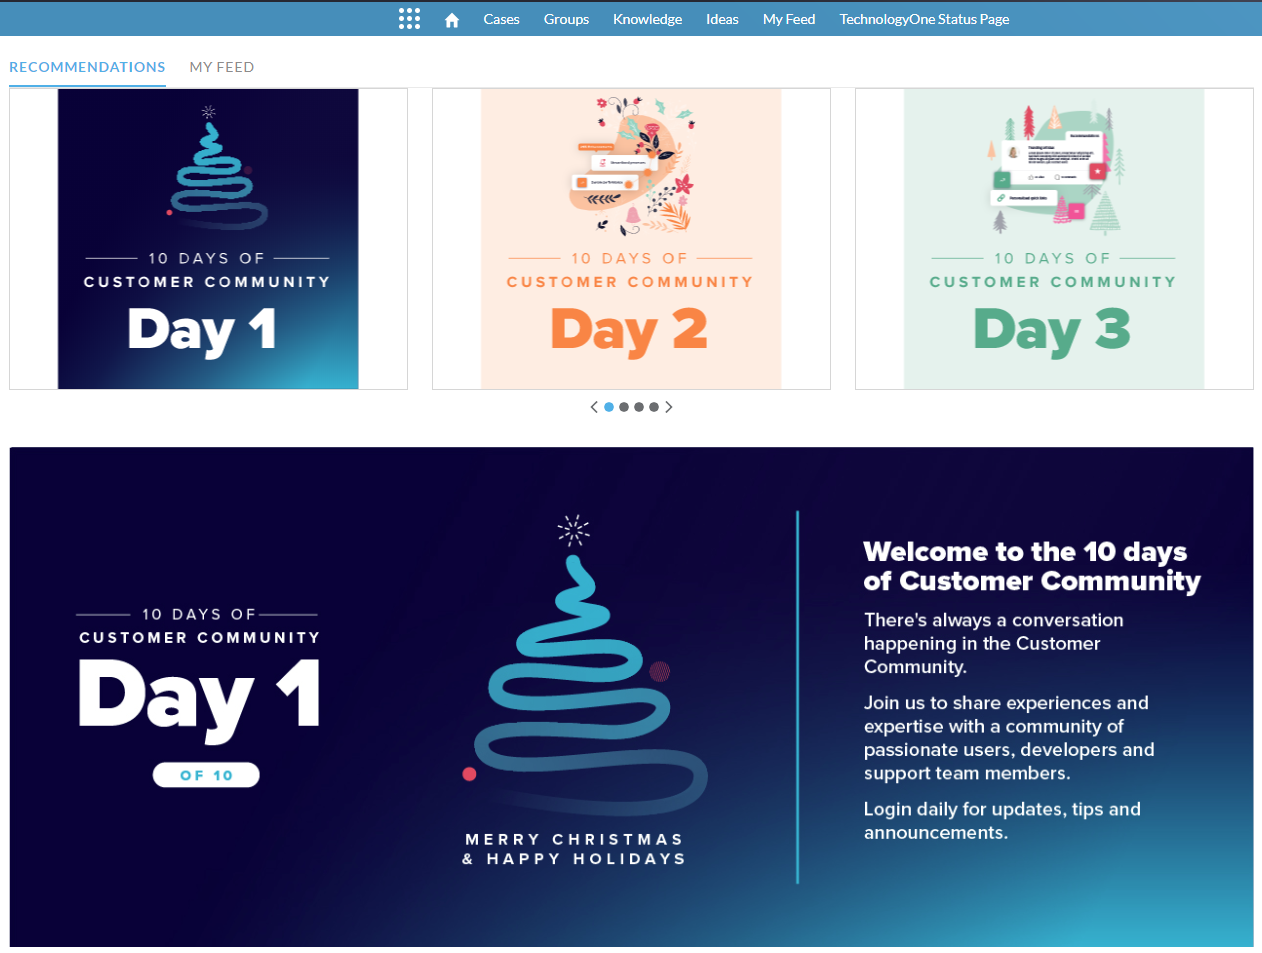 Cases Groups Knowledge Ideas My Feed TechnologyOne Status Page
RECOMMENDATIONS MY FEED
10 DAYS OF
CUSTOMER COMMUNITY
Day 1
10 DAYS OF
CUSTOMER COMMUNITY
Day 2
10 DAYS OF
CUSTOMER COMMUNITY
Day 3
10 DAYS OF
CUSTOMER COMMUNITY
Day 1
OF 10
MERRY CHRISTMAS
& HAPPY HOLIDAYS
Welcome to the 10 days
of Customer Community
There's always a conversation
happening in the Customer
Community.
Join us to share experiences and
expertise with a community of
passionate users, developers and
support team members.
Login daily for updates, tips and
announcements.